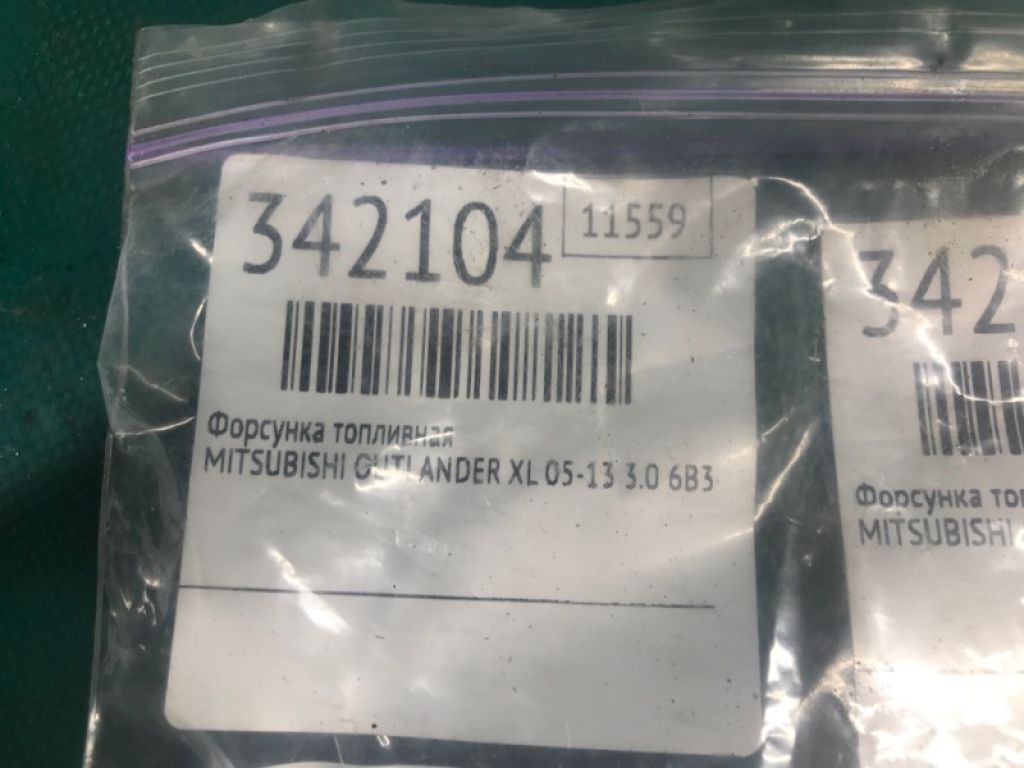 342104
11559
Форсунка топливная
MITSUBISHI OUTLANDER XL 05-13 3.0 6B3
342
Форсунка топ
MITSUBISHI